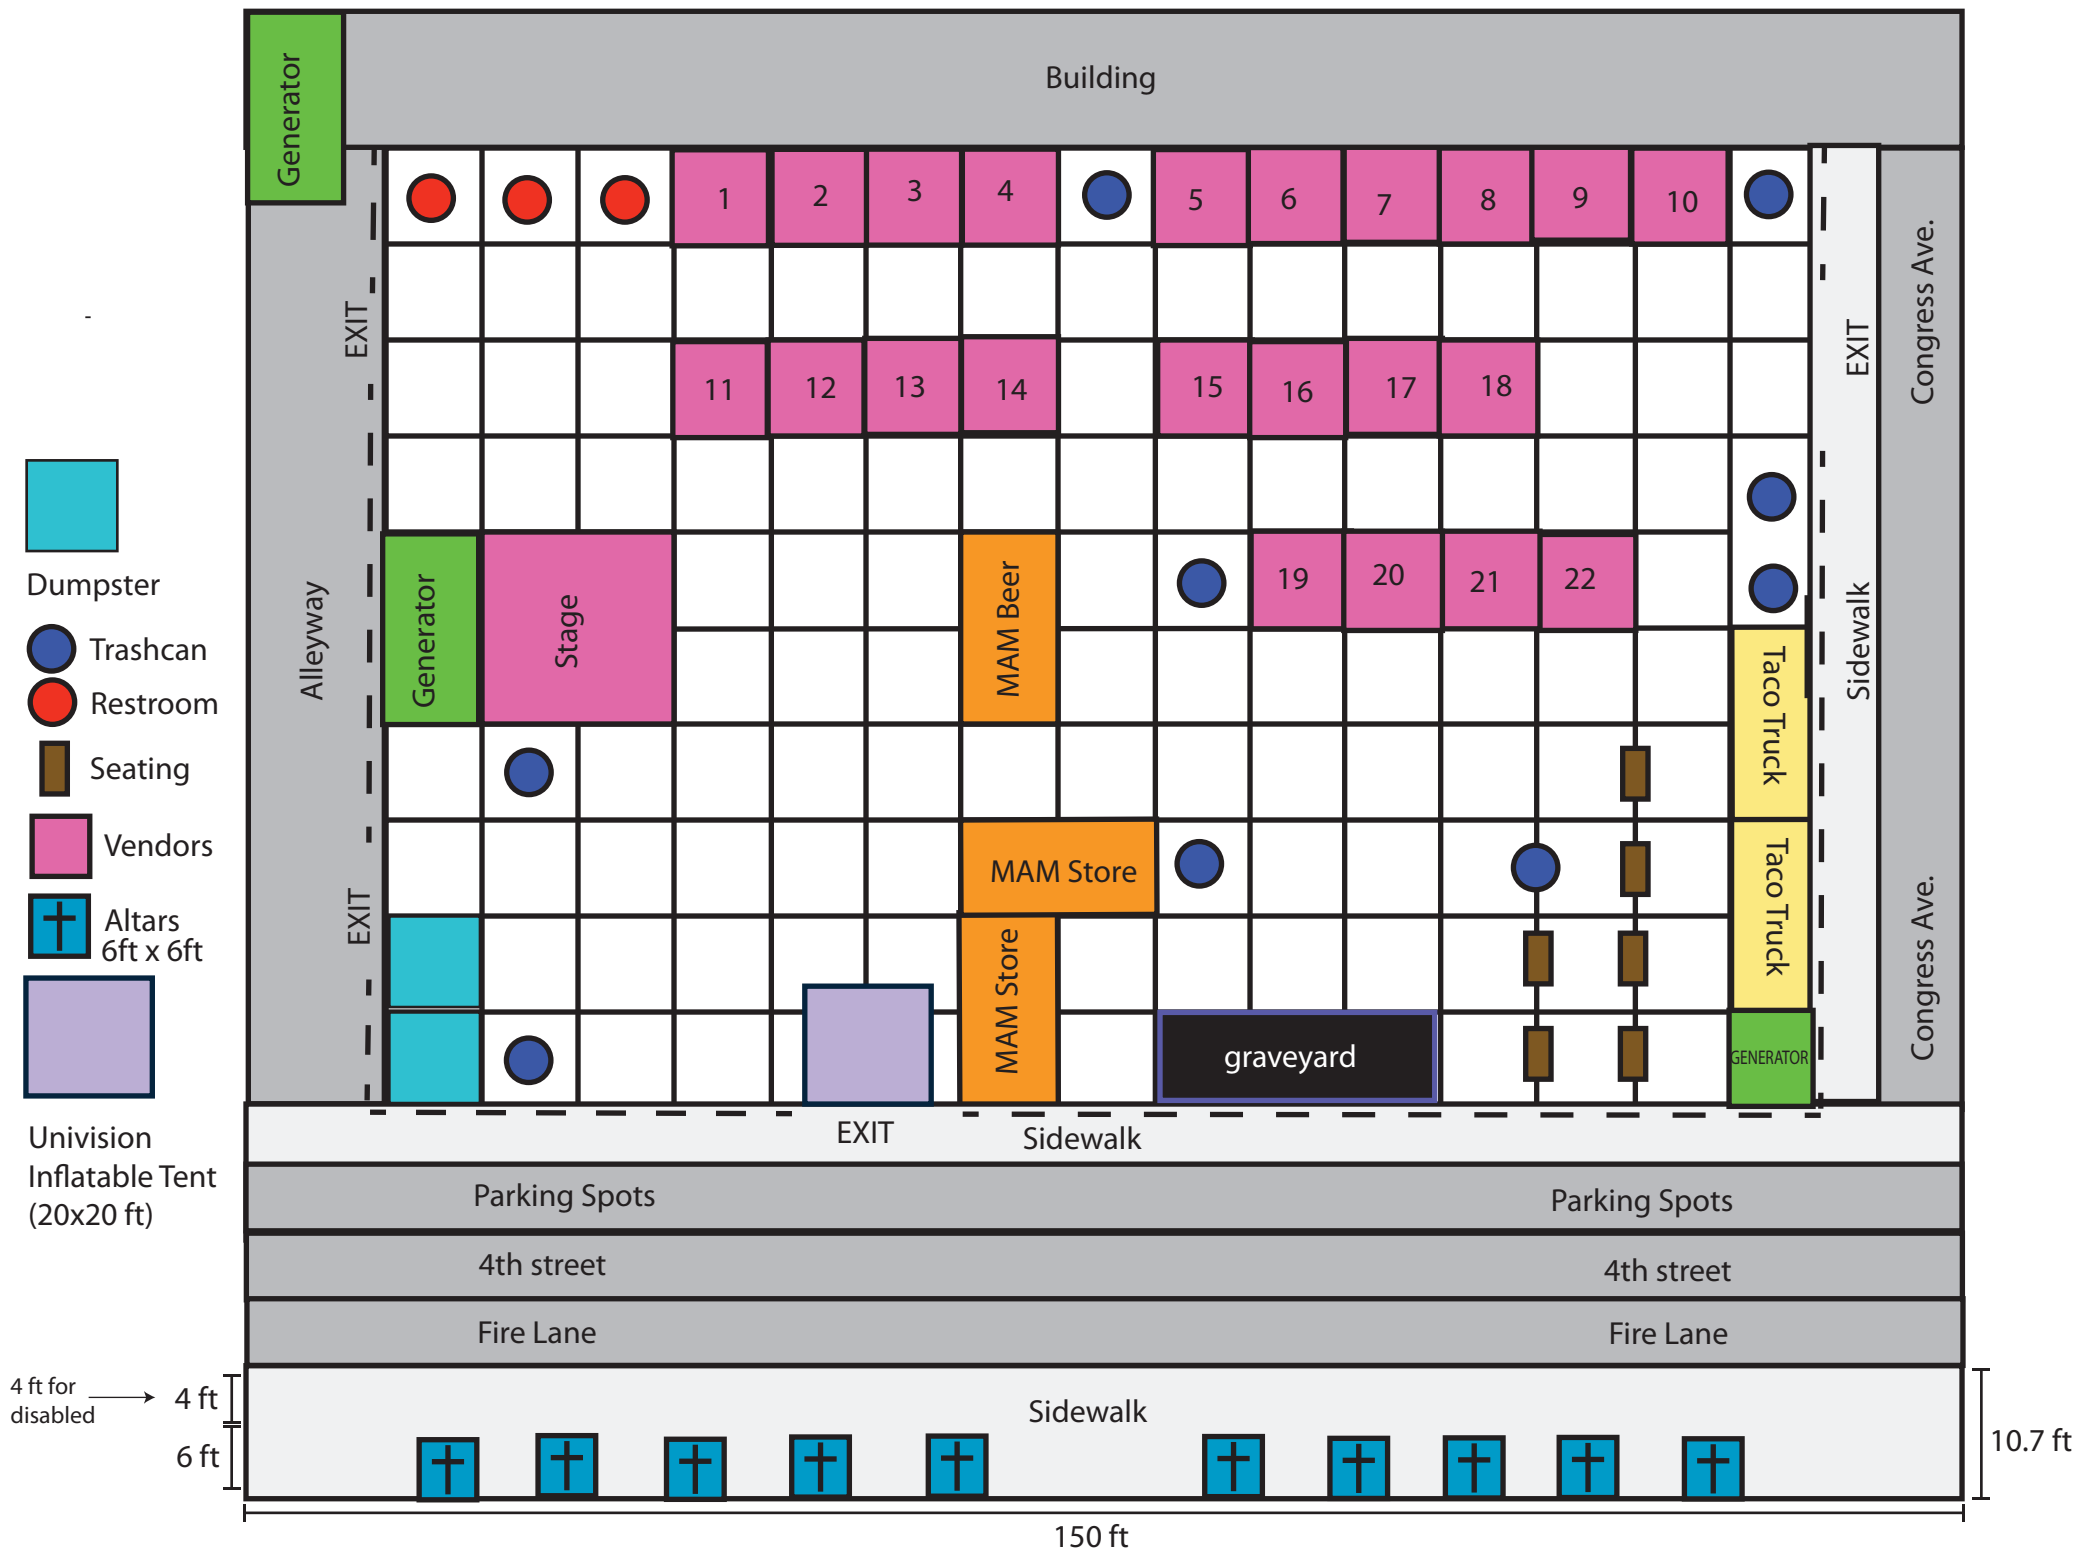 Generator
Building
1
2
3
4
5
6
7
8
9
10
EXIT
EXIT
Congress Ave.
11
12
13
14
15
16
17
18
Dumpster
Trashcan
Restroom
Seating
Vendors
Altars
6ft x 6ft
Univision
Inflatable Tent
(20x20 ft)
Alleyway
Generator
Stage
MAM Beer
19
20
21
22
Taco Truck
Sidewalk
EXIT
MAM Store
MAM Store
Taco Truck
Congress Ave.
graveyard
GENERATOR
EXIT
Sidewalk
Parking Spots
Parking Spots
4th street
4th street
Fire Lane
Fire Lane
4 ft for
disabled
4 ft
6 ft
Sidewalk
10.7 ft
150 ft